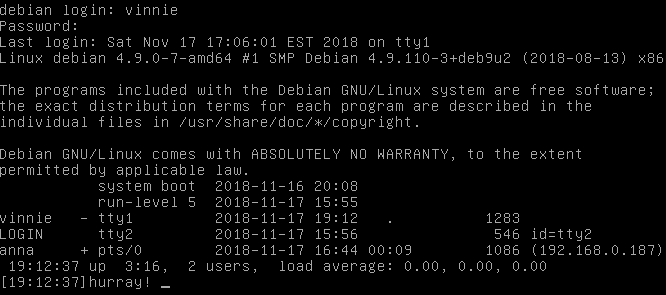 debian login: vinnie
Password:
Last login: Sat Nov 17 17:06:01 EST 2018 on tty1
Linux debian 4.9.0-7-amd64 #1 SMP Debian 4.9.110-3+deb9u2 (2018-08-13) x86
The programs included with the Debian GNU/Linux system are free software;
the exact distribution terms for each program are described in the
individual files in /usr/share/doc/*/copyright.
Debian GNU/Linux comes with ABSOLUTELY NO WARRANTY, to the extent
permitted by applicable law.
system boot 2018-11-16 20:08
run-level 5 2018-11-17 15:55
vinnie - tty1 2018-11-17 19:12 . 1283
LOGIN tty2 2018-11-17 15:56 546 id=tty2
anna + pts/0 2018-11-17 16:44 00:09 1086 (192.168.0.187)
19:12:37 up 3:16, 2 users, load average: 0.00, 0.00, 0.00
[19:12:37]hurray! _